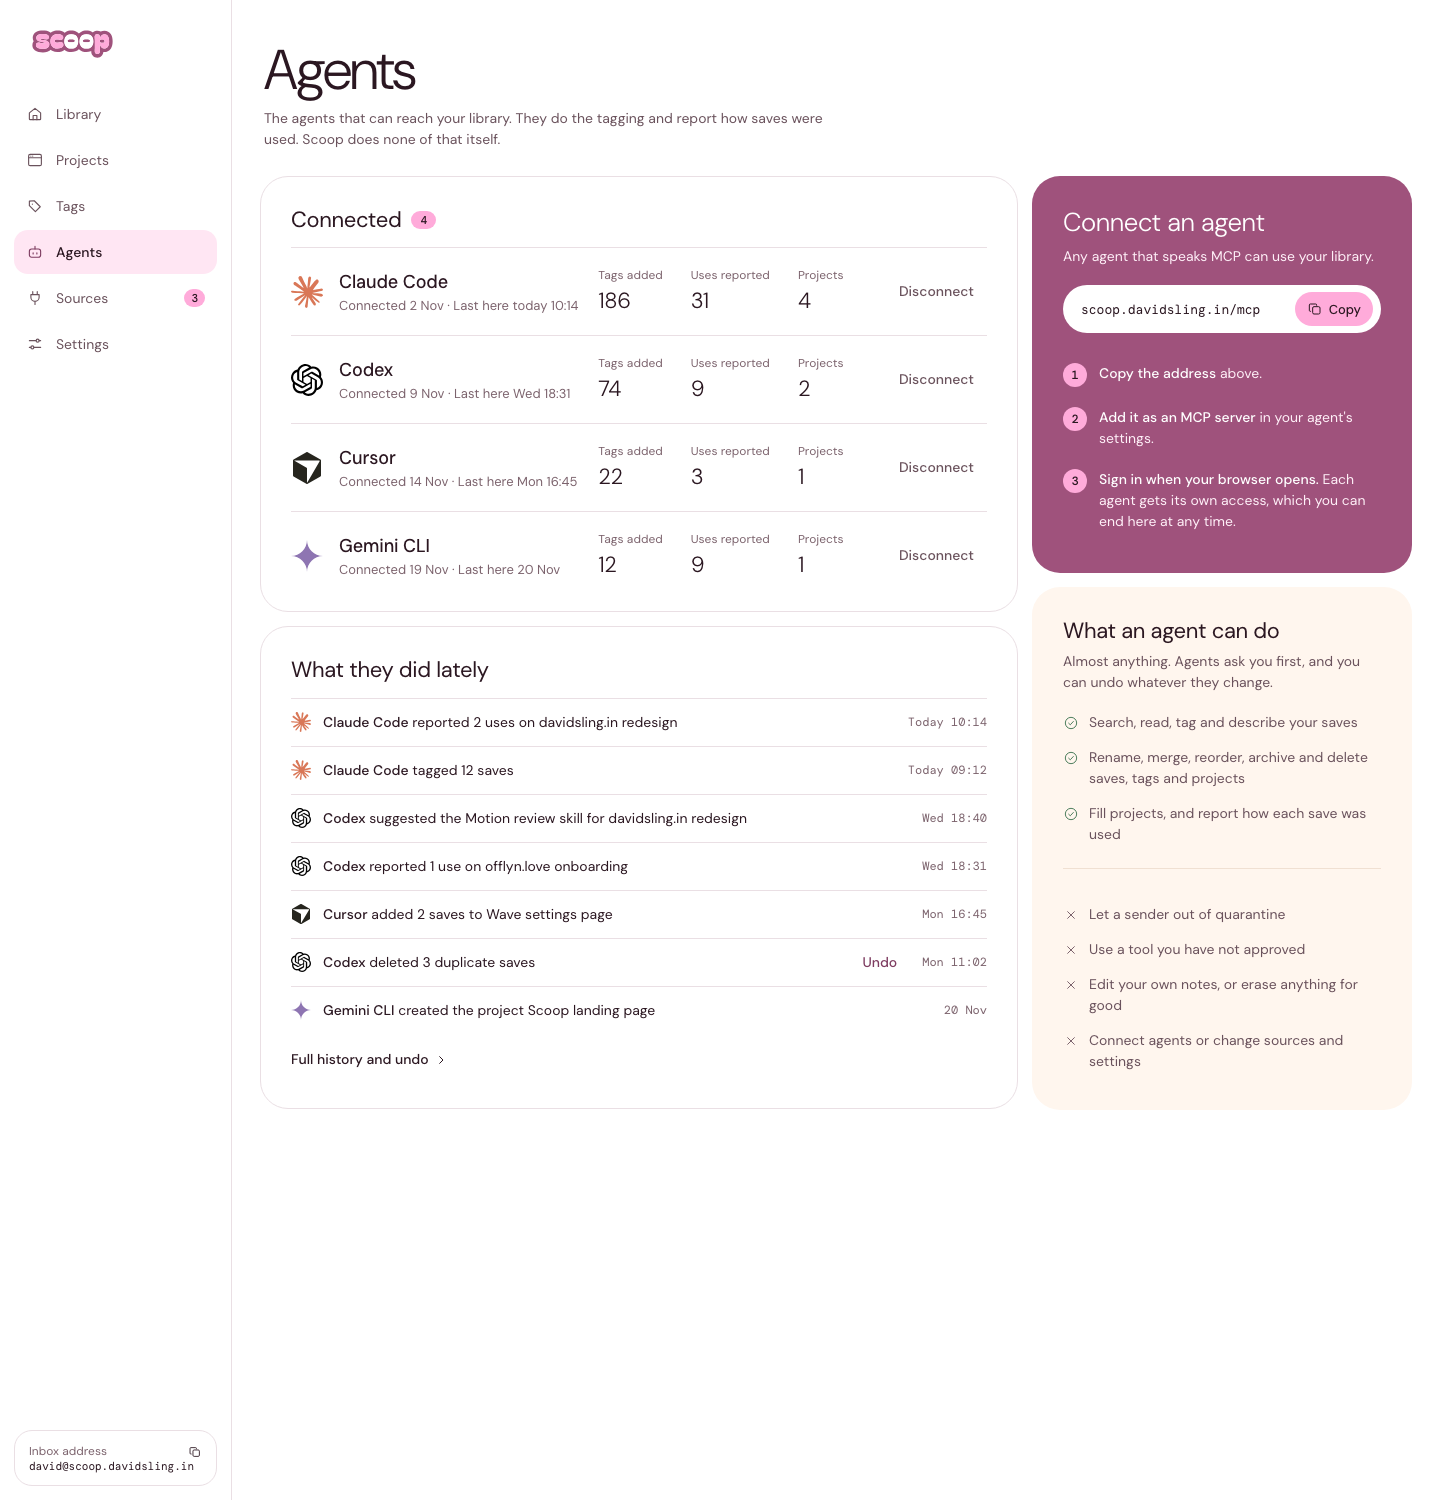 scoop
Library
Projects
Tags
Agents
Sources 3
Settings
Inbox address
david@scoop.davidsling.in
Agents
The agents that can reach your library. They do the tagging and report how saves were
used. Scoop does none of that itself.
Connected 4
Claude Code
Connected 2 Nov · Last here today 10:14
Tags added
186
Uses reported
31
Projects
4
Disconnect
Codex
Connected 9 Nov · Last here Wed 18:31
Tags added
74
Uses reported
9
Projects
2
Disconnect
Cursor
Connected 14 Nov · Last here Mon 16:45
Tags added
22
Uses reported
3
Projects
1
Disconnect
Gemini CLI
Connected 19 Nov · Last here 20 Nov
Tags added
12
Uses reported
9
Projects
1
Disconnect
What they did lately
Claude Code reported 2 uses on davidsling.in redesign Today 10:14
Claude Code tagged 12 saves Today 09:12
Codex suggested the Motion review skill for davidsling.in redesign Wed 18:40
Codex reported 1 use on offlyn.love onboarding Wed 18:31
Cursor added 2 saves to Wave settings page Mon 16:45
Codex deleted 3 duplicate saves Undo Mon 11:02
Gemini CLI created the project Scoop landing page 20 Nov
Full history and undo
Connect an agent
Any agent that speaks MCP can use your library.
scoop.davidsling.in/mcp Copy
1 Copy the address above.
2 Add it as an MCP server in your agent's
settings.
3 Sign in when your browser opens. Each
agent gets its own access, which you can
end here at any time.
What an agent can do
Almost anything. Agents ask you first, and you
can undo whatever they change.
Search, read, tag and describe your saves
Rename, merge, reorder, archive and delete
saves, tags and projects
Fill projects, and report how each save was
used
Let a sender out of quarantine
Use a tool you have not approved
Edit your own notes, or erase anything for
good
Connect agents or change sources and
settings